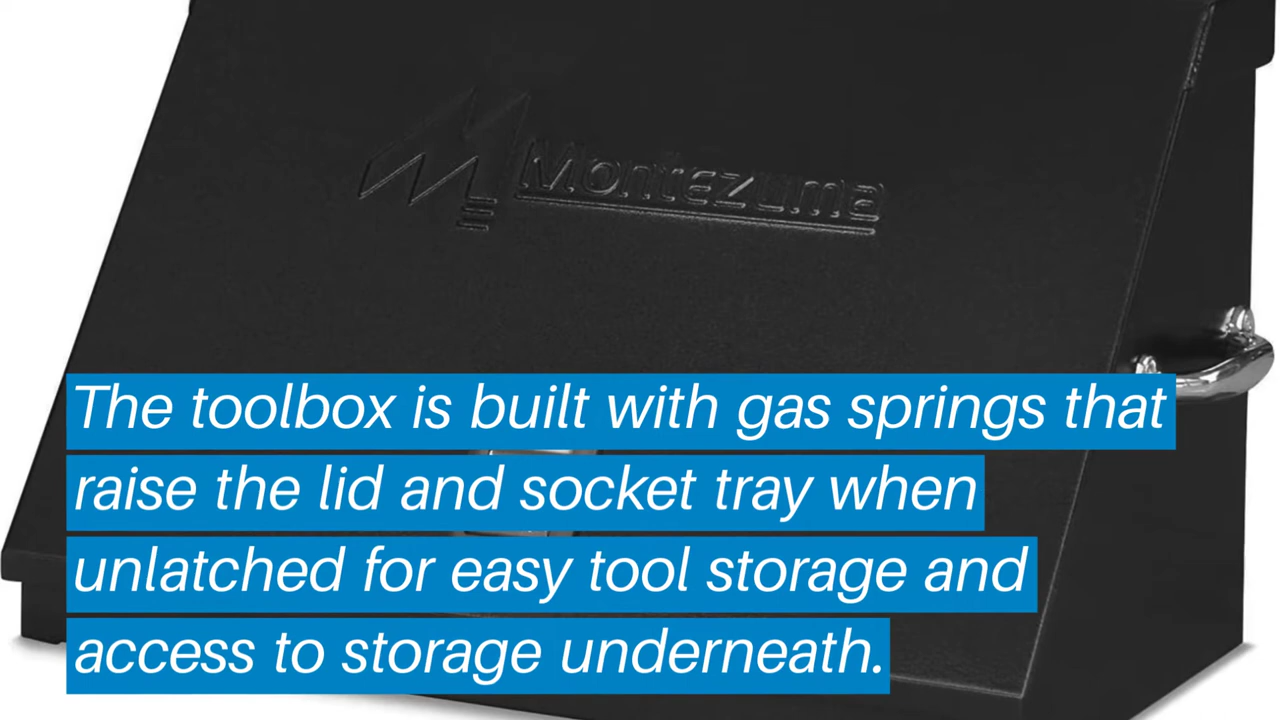 Montezuma
The toolbox is built with gas springs that
raise the lid and socket tray when
unlatched for easy tool storage and
access to storage underneath.